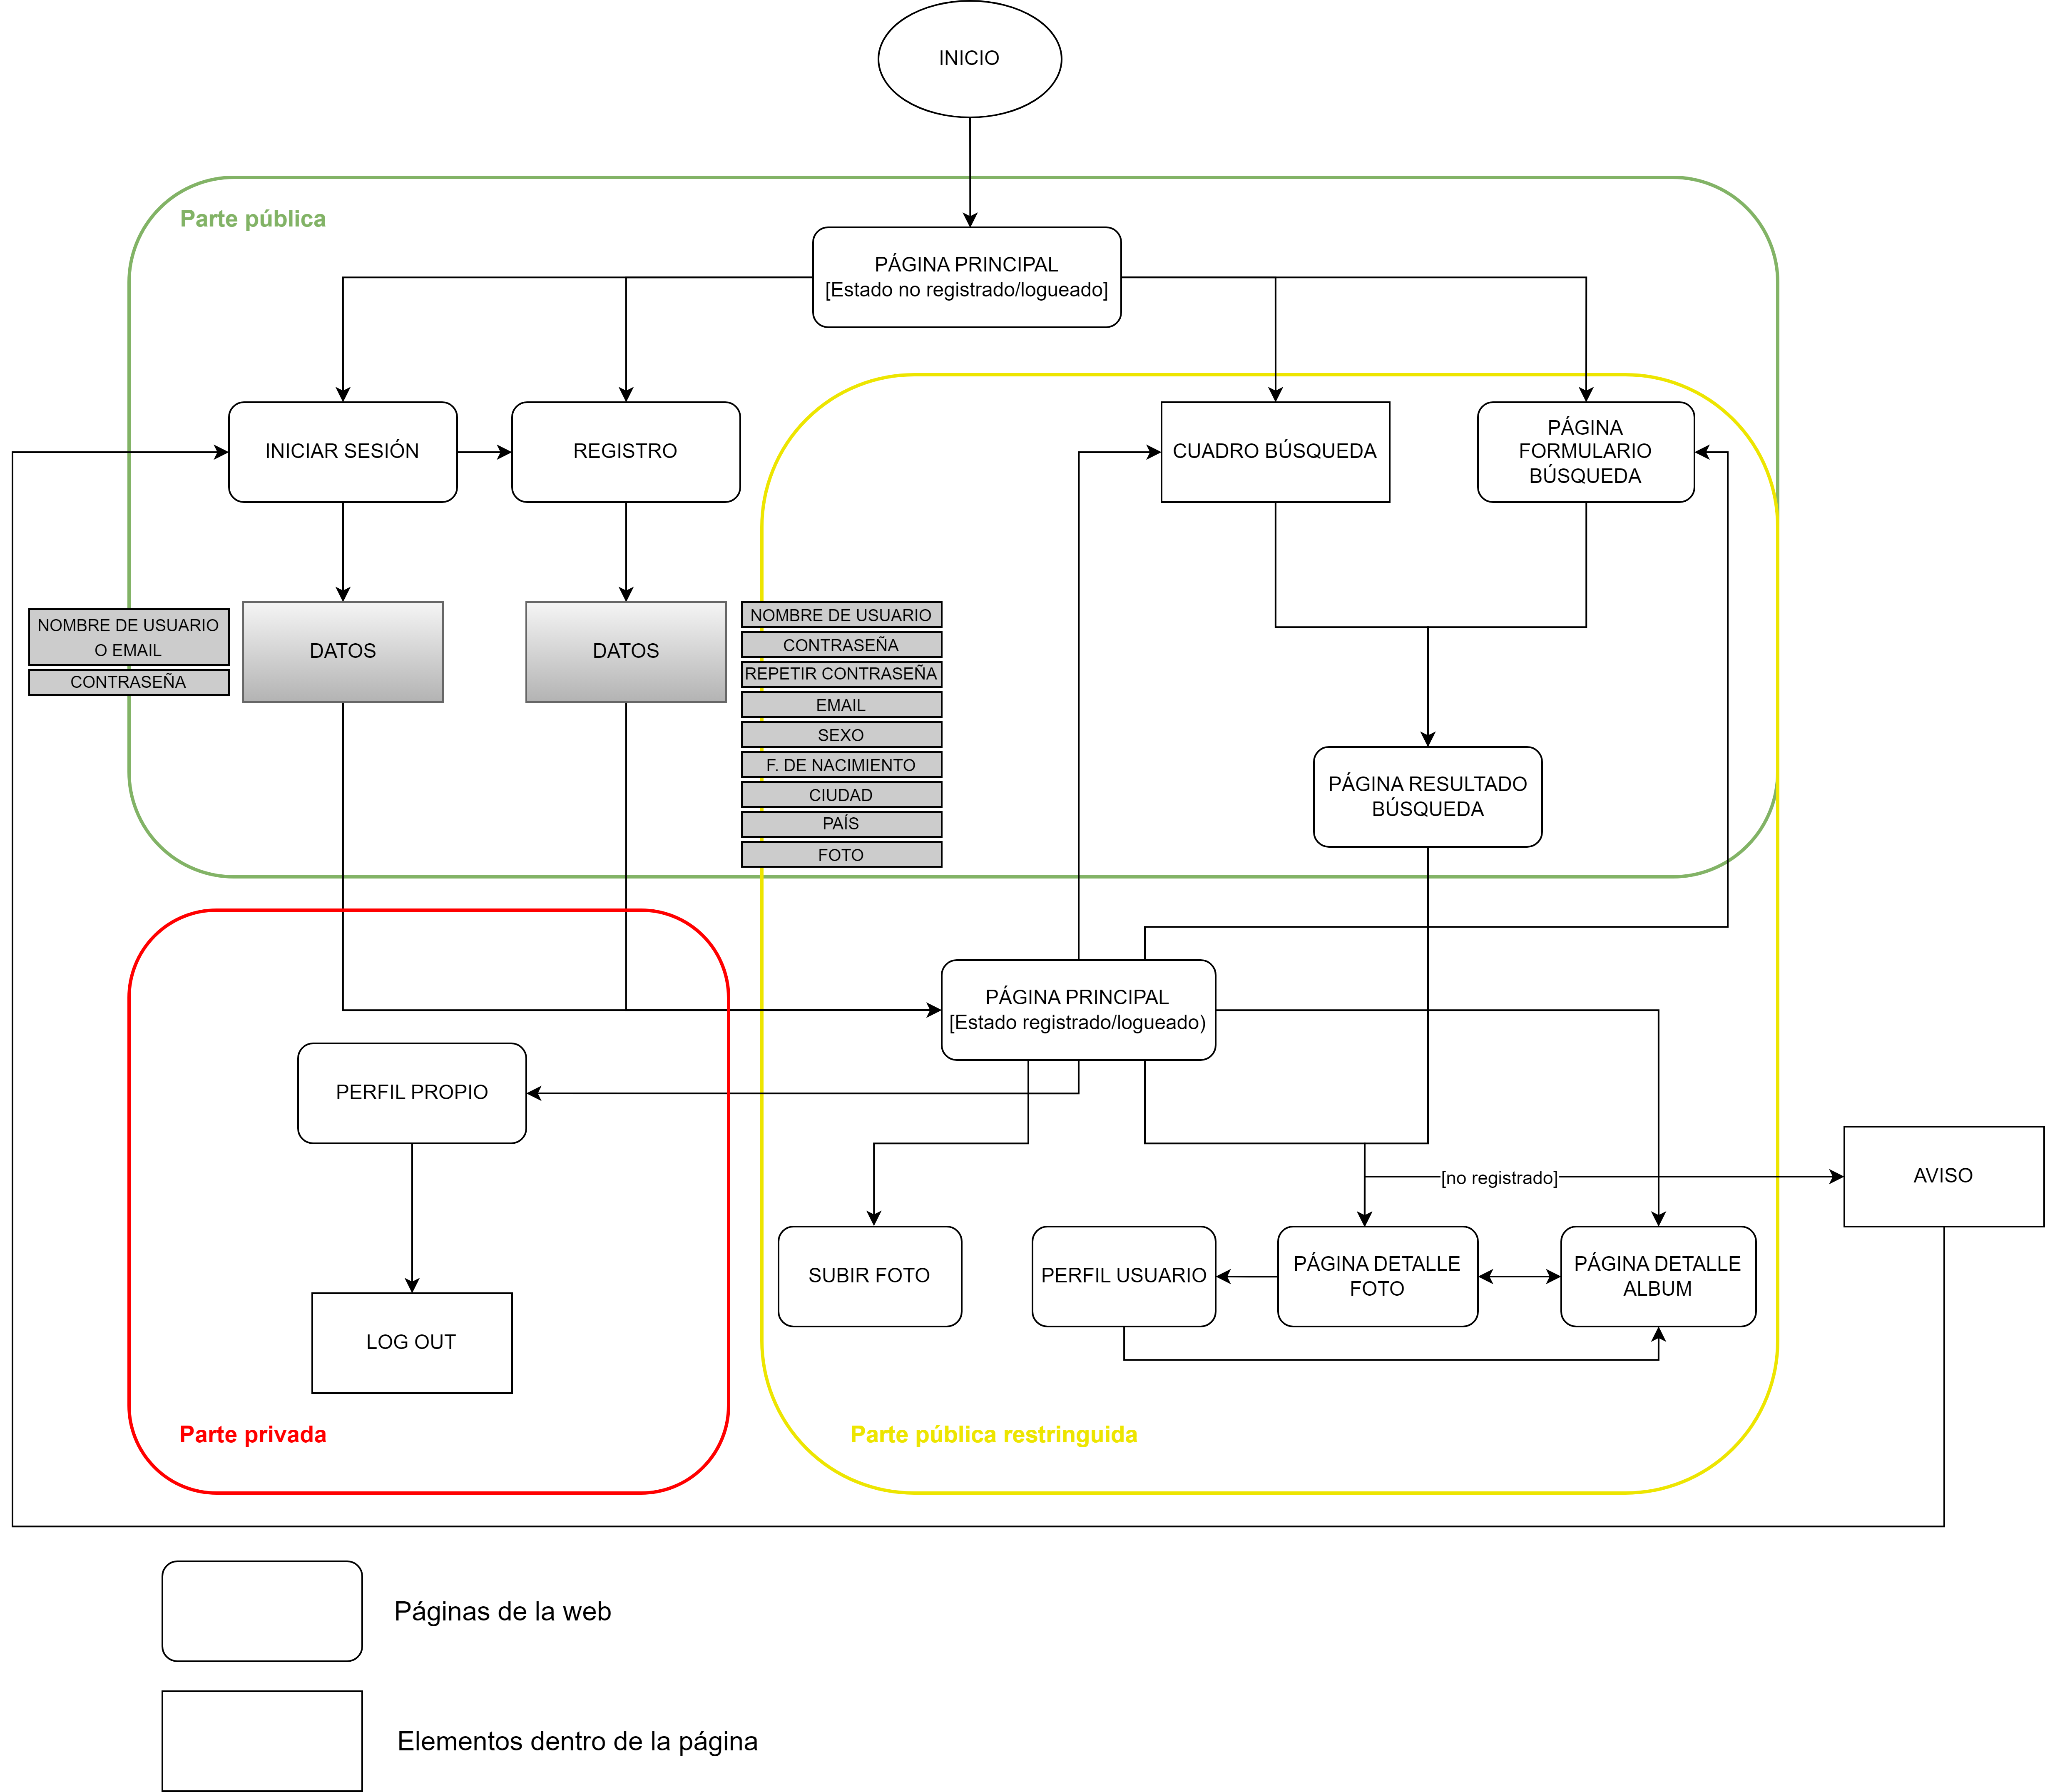 INICIO
Parte pública
PÁGINA PRINCIPAL
[Estado no registrado/logueado]
INICIAR SESIÓN
REGISTRO
CUADRO BÚSQUEDA
PÁGINA
FORMULARIO
BÚSQUEDA
NOMBRE DE USUARIO
O EMAIL
CONTRASEÑA
DATOS
DATOS
NOMBRE DE USUARIO
CONTRASEÑA
REPETIR CONTRASEÑA
EMAIL
SEXO
F. DE NACIMIENTO
CIUDAD
PAÍS
FOTO
PÁGINA RESULTADO
BÚSQUEDA
PÁGINA PRINCIPAL
[Estado registrado/logueado)
PERFIL PROPIO
[no registrado]
AVISO
SUBIR FOTO
PERFIL USUARIO
PÁGINA DETALLE
FOTO
PÁGINA DETALLE
ALBUM
LOG OUT
Parte privada
Parte pública restringuida
Páginas de la web
Elementos dentro de la página